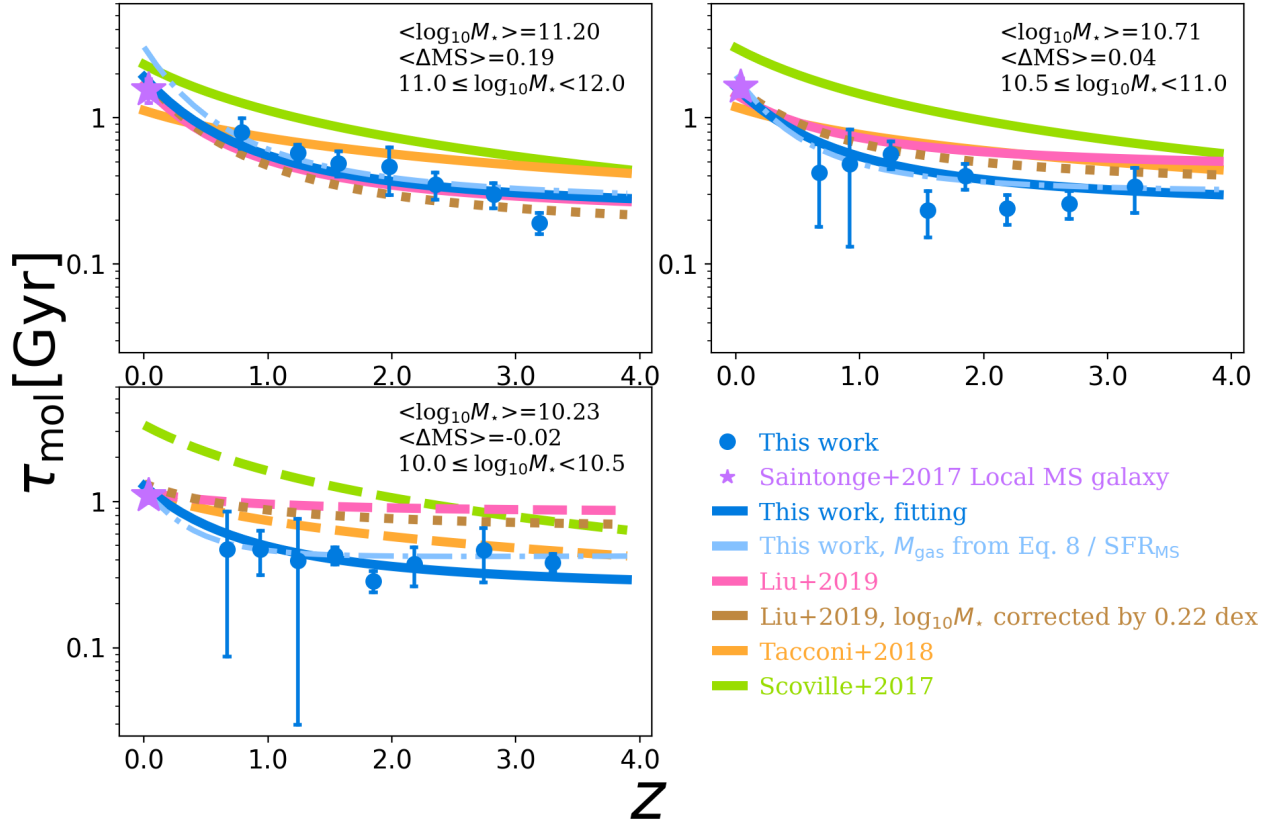 <log₁₀M⋆>=11.20
<ΔMS>=0.19
11.0 ≤ log₁₀M⋆<12.0
1
0.1
0.0 1.0 2.0 3.0 4.0
<log₁₀M⋆>=10.71
<ΔMS>=0.04
10.5 ≤ log₁₀M⋆<11.0
1
0.1
0.0 1.0 2.0 3.0 4.0
τmol[Gyr]
<log₁₀M⋆>=10.23
<ΔMS>=-0.02
10.0 ≤ log₁₀M⋆<10.5
1
0.1
0.0 1.0 2.0 3.0 4.0
z
This work
Saintonge+2017 Local MS galaxy
This work, fitting
This work, Mgas from Eq. 8 / SFRMS
Liu+2019
Liu+2019, log₁₀M⋆ corrected by 0.22 dex
Tacconi+2018
Scoville+2017